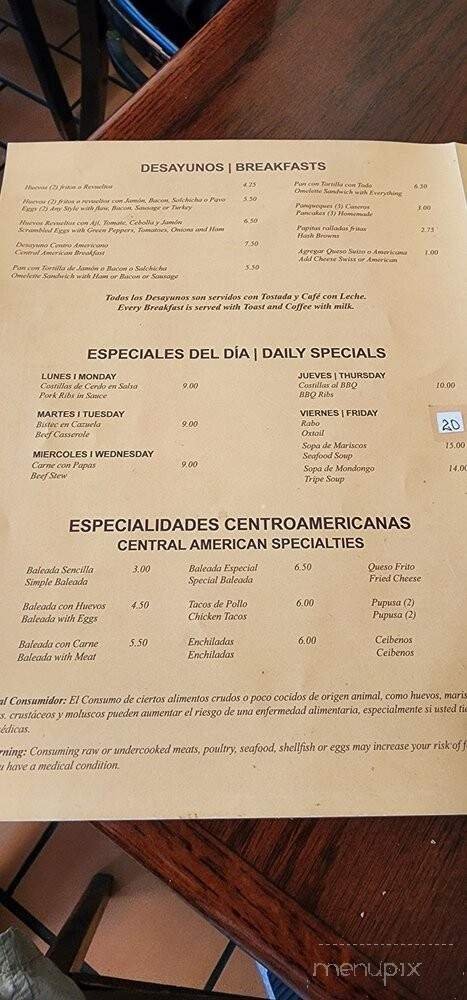 DESAYUNOS | BREAKFASTS
Huevos (2) fritos o Revueltos 4.25
Huevos (2) fritos o revueltos con Jamón, Bacon, Salchicha o Pavo 5.50
Eggs (2) Any Style with Ham, Bacon, Sausage or Turkey
Huevos Revueltos con Ají, Tomate, Cebolla y Jamón 6.50
Scrambled Eggs with Green Peppers, Tomatoes, Onions and Ham
Desayuno Centro Americano 7.50
Central American Breakfast
Pan con Tortilla de Jamón o Bacon o Salchicha 5.50
Omelette Sandwich with Ham or Bacon or Sausage
Pan con Tortilla con Todo 6.50
Omelette Sandwich with Everything
Panqueques (3) Caseros 3.00
Pancakes (3) Homemade
Papitas ralladas fritas 2.75
Hash Browns
Agregar Queso Suizo o Americana 1.00
Add Cheese Swiss or American
Todos los Desayunos son servidos con Tostada y Café con Leche.
Every Breakfast is served with Toast and Coffee with milk.
ESPECIALES DEL DÍA | DAILY SPECIALS
LUNES I MONDAY
Costillas de Cerdo en Salsa 9.00
Pork Ribs in Sauce
MARTES I TUESDAY
Bistec en Cazuela 9.00
Beef Casserole
MIERCOLES I WEDNESDAY
Carne con Papas 9.00
Beef Stew
JUEVES | THURSDAY
Costillas al BBQ 10.00
BBQ Ribs
VIERNES | FRIDAY
Rabo 20
Oxtail
Sopa de Mariscos 15.00
Seafood Soup
Sopa de Mondongo 14.00
Tripe Soup
ESPECIALIDADES CENTROAMERICANAS
CENTRAL AMERICAN SPECIALTIES
Baleada Sencilla 3.00
Simple Baleada
Baleada con Huevos 4.50
Baleada with Eggs
Baleada con Carne 5.50
Baleada with Meat
Baleada Especial 6.50
Special Baleada
Tacos de Pollo 6.00
Chicken Tacos
Enchiladas 6.00
Enchiladas
Queso Frito
Fried Cheese
Pupusa (2)
Pupusa (2)
Ceibenos
Ceibenos
al Consumidor: El Consumo de ciertos alimentos crudos o poco cocidos de origen animal, como huevos, maris
s, crustáceos y moluscos pueden aumentar el riesgo de una enfermedad alimentaria, especialmente si usted tie
édicas.
rning: Consuming raw or undercooked meats, poultry, seafood, shellfish or eggs may increase your risk of f
u have a medical condition.
menupix